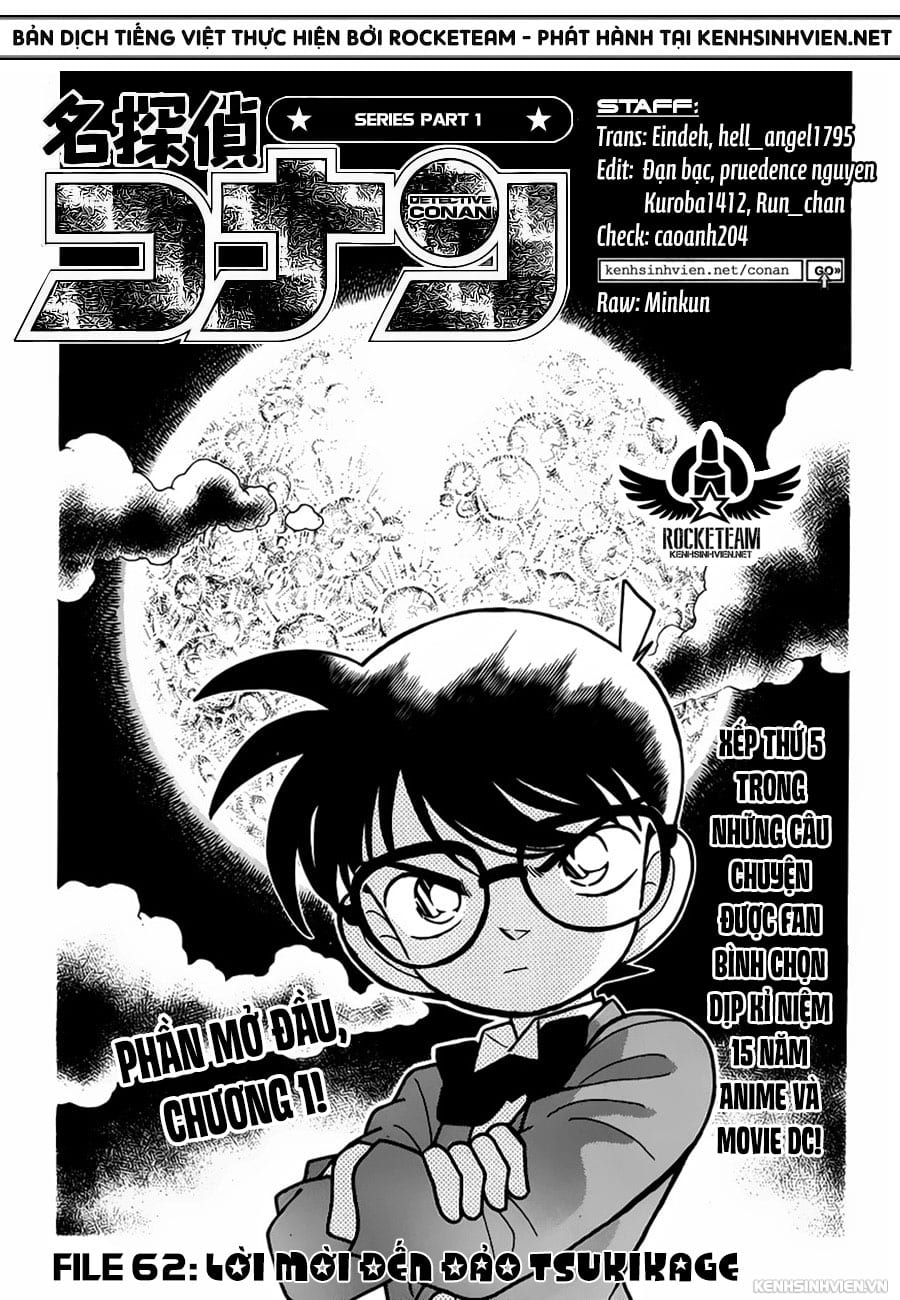 BẢN DỊCH TIẾNG VIỆT THỰC HIỆN BỞI ROCKETEAM - PHÁT HÀNH TẠI KENHSINHVIEN.NET
名探偵
コナン
DETECTIVE
CONAN
SERIES PART 1
STAFF:
Trans: Eindeh, hell_angel1795
Edit: Đạn bạc, pruedence nguyen
Kuroba1412, Run_chan
Check: caoanh204
kenhsinhvien.net/conan GO»
Raw: Minkun
ROCKETEAM
KENHSINHVIEN.NET
XẾP THỨ 5
TRONG
NHỮNG CÂU
CHUYỆN
ĐƯỢC FAN
BÌNH CHỌN
DỊP KỈ NIỆM
15 NĂM
ANIME VÀ
MOVIE DC!
PHẦN MỞ ĐẦU,
CHƯƠNG 1!
FILE 62: LỜI MỜI ĐẾN ĐẢO TSUKIKAGE
KENHSINHVIEN.VN